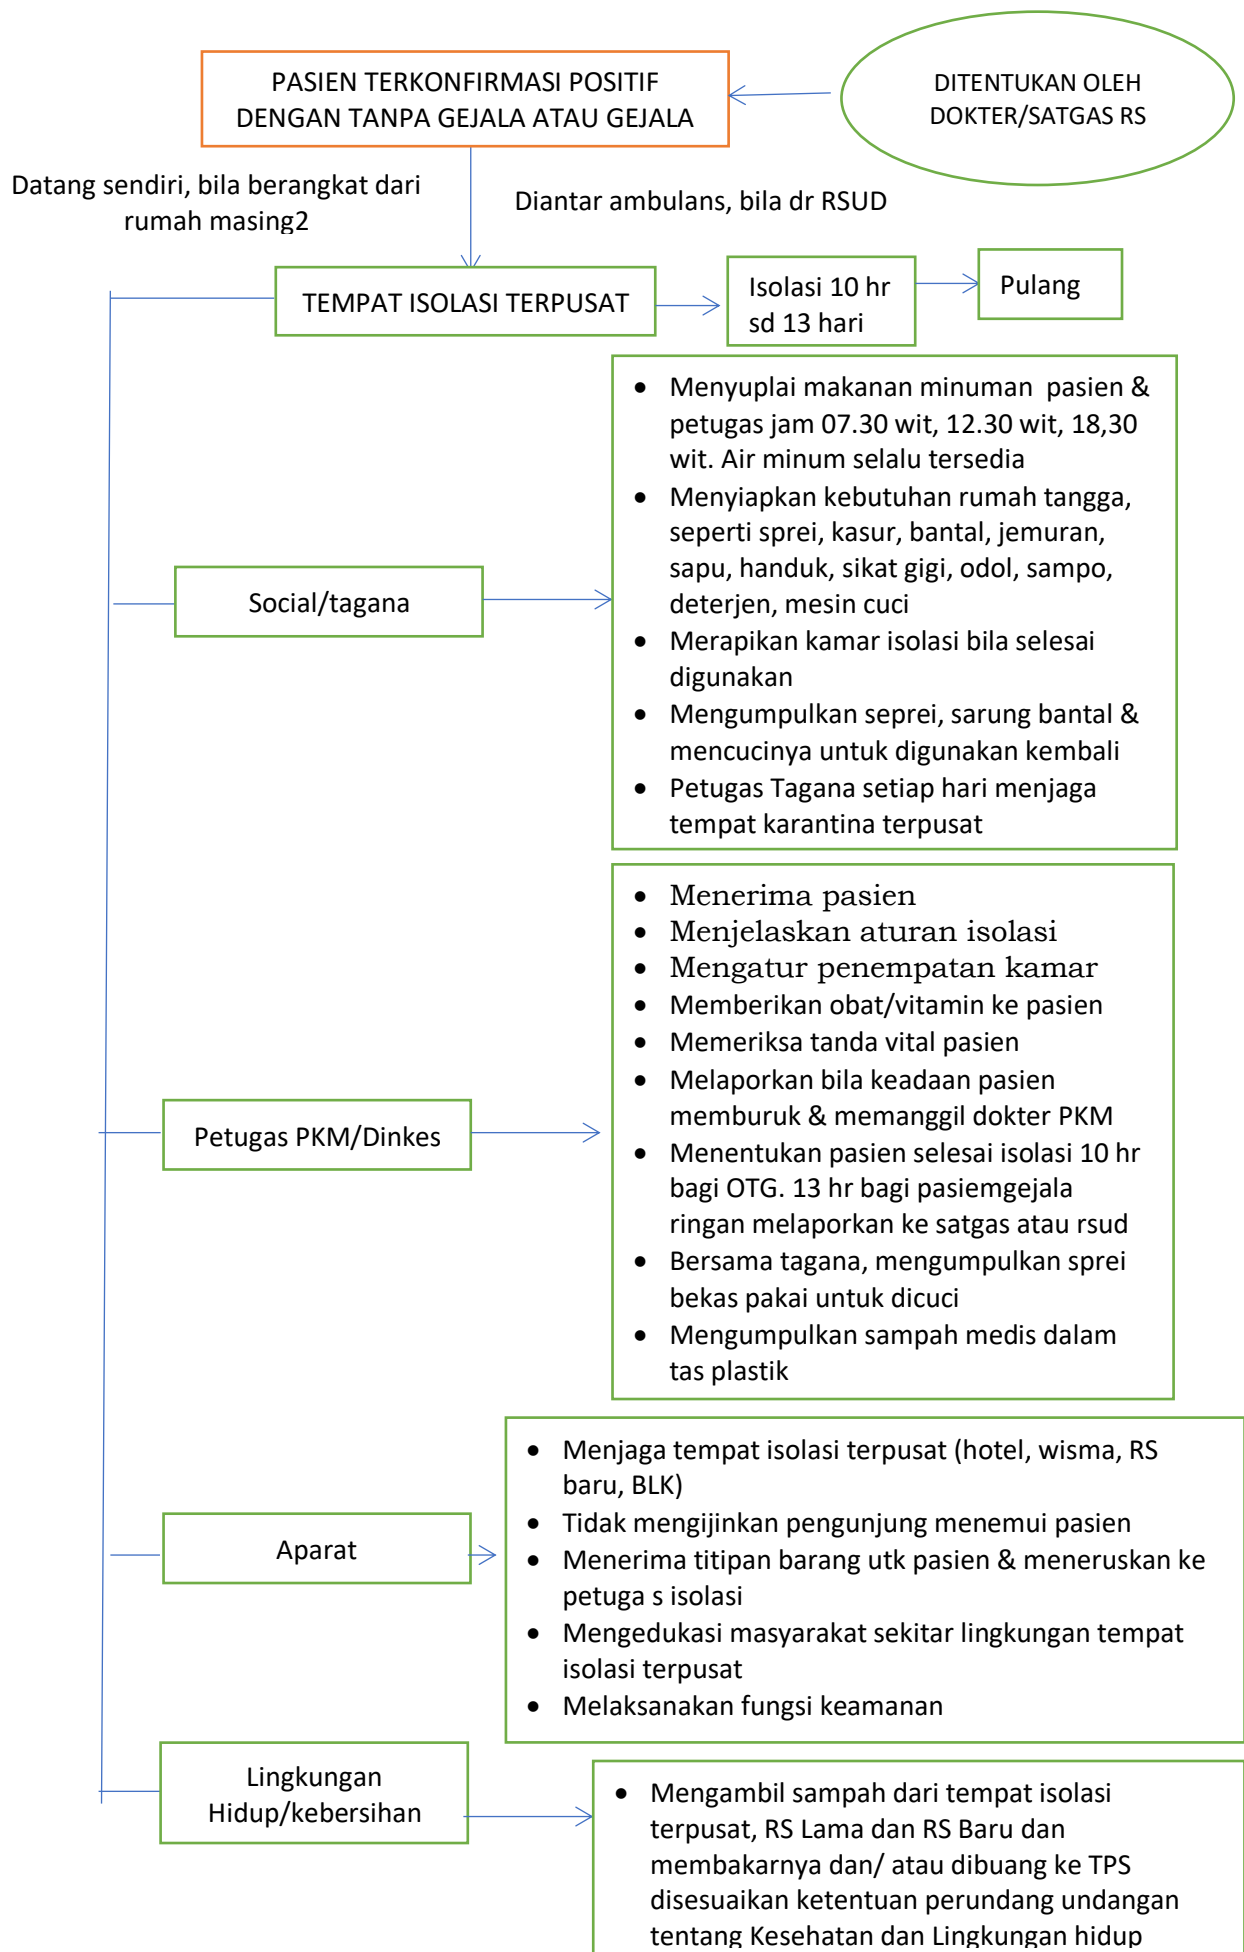 PASIEN TERKONFIRMASI POSITIF
DENGAN TANPA GEJALA ATAU GEJALA
DITENTUKAN OLEH
DOKTER/SATGAS RS
Datang sendiri, bila berangkat dari
rumah masing2
Diantar ambulans, bila dr RSUD
TEMPAT ISOLASI TERPUSAT
Isolasi 10 hr
sd 13 hari
Pulang
Social/tagana
• Menyuplai makanan minuman  pasien &
petugas jam 07.30 wit, 12.30 wit, 18,30
wit. Air minum selalu tersedia
• Menyiapkan kebutuhan rumah tangga,
seperti sprei, kasur, bantal, jemuran,
sapu, handuk, sikat gigi, odol, sampo,
deterjen, mesin cuci
• Merapikan kamar isolasi bila selesai
digunakan
• Mengumpulkan seprei, sarung bantal &
mencucinya untuk digunakan kembali
• Petugas Tagana setiap hari menjaga
tempat karantina terpusat
Petugas PKM/Dinkes
• Menerima pasien
• Menjelaskan aturan isolasi
• Mengatur penempatan kamar
• Memberikan obat/vitamin ke pasien
• Memeriksa tanda vital pasien
• Melaporkan bila keadaan pasien
memburuk & memanggil dokter PKM
• Menentukan pasien selesai isolasi 10 hr
bagi OTG. 13 hr bagi pasiemgejala
ringan melaporkan ke satgas atau rsud
• Bersama tagana, mengumpulkan sprei
bekas pakai untuk dicuci
• Mengumpulkan sampah medis dalam
tas plastik
Aparat
• Menjaga tempat isolasi terpusat (hotel, wisma, RS
baru, BLK)
• Tidak mengijinkan pengunjung menemui pasien
• Menerima titipan barang utk pasien & meneruskan ke
petuga s isolasi
• Mengedukasi masyarakat sekitar lingkungan tempat
isolasi terpusat
• Melaksanakan fungsi keamanan
Lingkungan
Hidup/kebersihan
• Mengambil sampah dari tempat isolasi
terpusat, RS Lama dan RS Baru dan
membakarnya dan/ atau dibuang ke TPS
disesuaikan ketentuan perundang undangan
tentang Kesehatan dan Lingkungan hidup